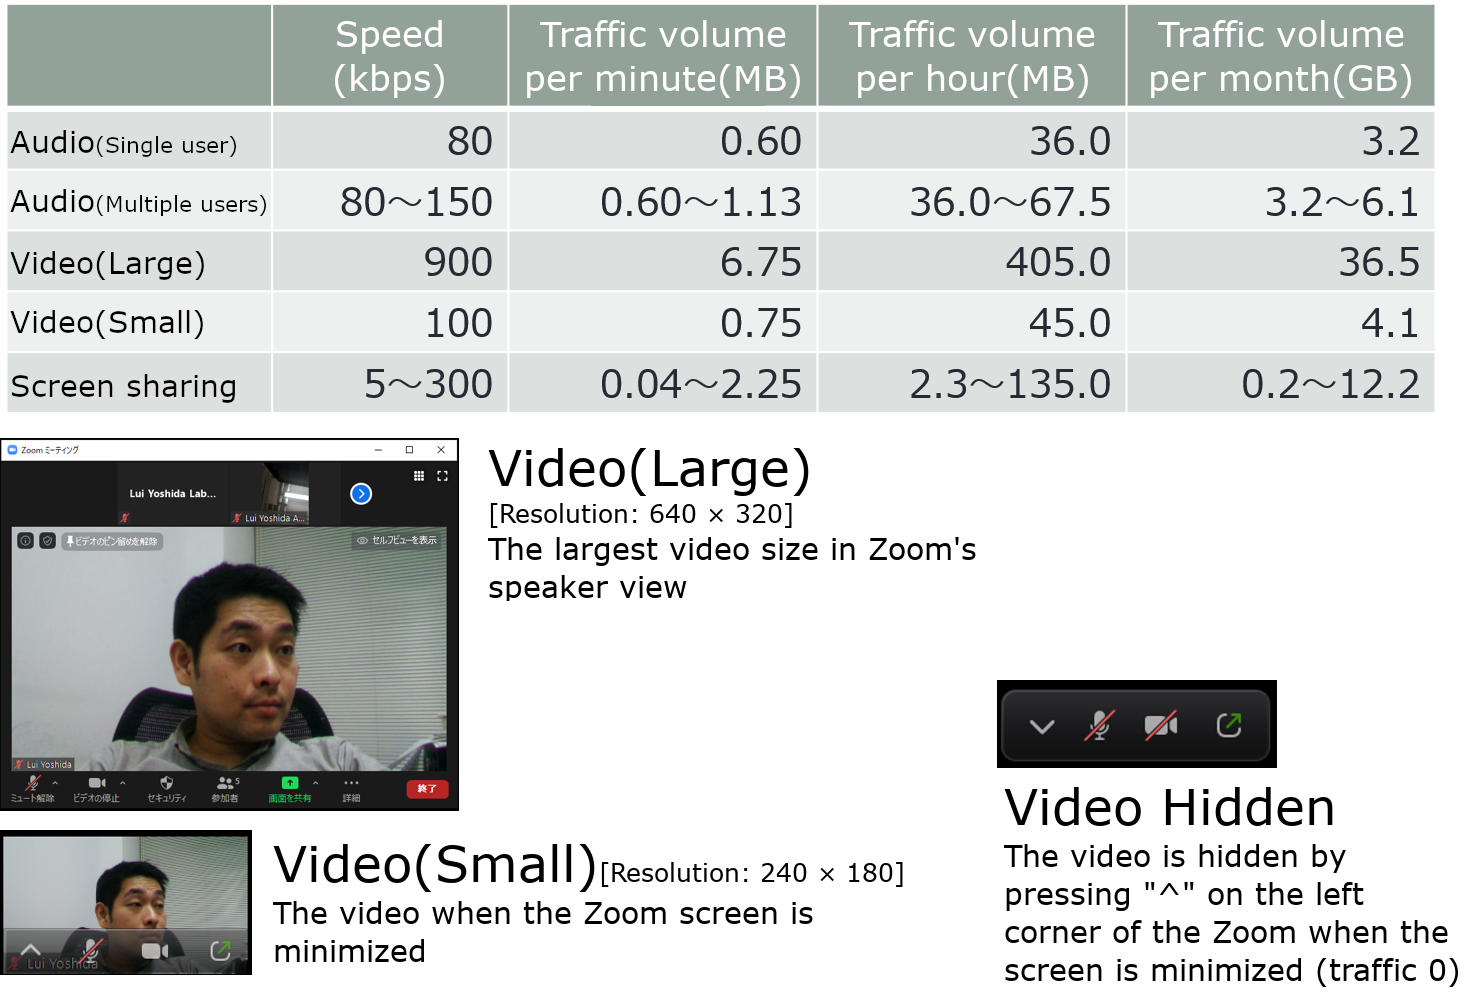 Speed
(kbps)
Traffic volume
per minute(MB)
Traffic volume
per hour(MB)
Traffic volume
per month(GB)
Audio(Single user) 80 0.60 36.0 3.2
Audio(Multiple users) 80～150 0.60～1.13 36.0～67.5 3.2～6.1
Video(Large) 900 6.75 405.0 36.5
Video(Small) 100 0.75 45.0 4.1
Screen sharing 5～300 0.04～2.25 2.3～135.0 0.2～12.2
Zoom ミーティング
Lui Yoshida Lab...
Lui Yoshida A...
ビデオのピン留めを解除
セルフビューを表示
Lui Yoshida
5
ミュート解除 ビデオの停止 セキュリティ 参加者 画面を共有 詳細 終了
Video(Large)
[Resolution: 640 × 320]
The largest video size in Zoom's
speaker view
Lui Yoshida
Video(Small)[Resolution: 240 × 180]
The video when the Zoom screen is
minimized
Video Hidden
The video is hidden by
pressing "^" on the left
corner of the Zoom when the
screen is minimized (traffic 0)